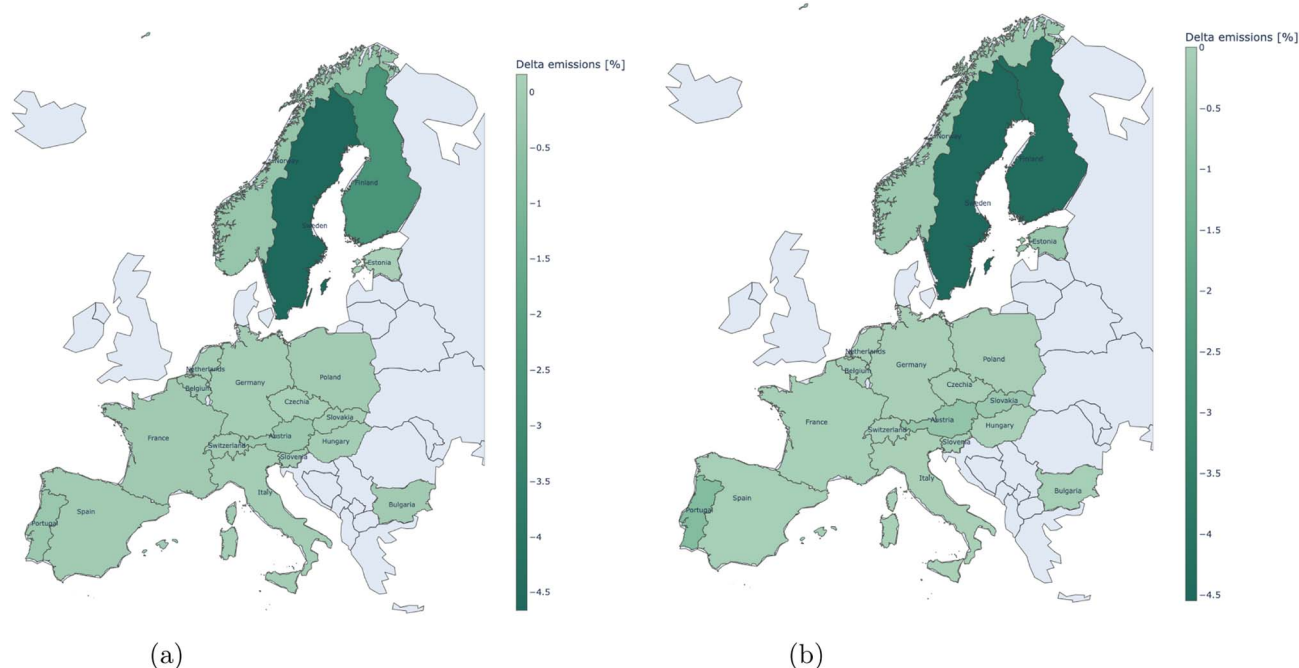 Delta emissions [%]
0
−0.5
−1
−1.5
−2
−2.5
−3
−3.5
−4
−4.5
Norway
Finland
Sweden
Estonia
Netherlands
Belgium
Germany
Poland
Czechia
Slovakia
France
Switzerland
Austria
Hungary
Slovenia
Italy
Bulgaria
Portugal
Spain
(a)
Delta emissions [%]
0
−0.5
−1
−1.5
−2
−2.5
−3
−3.5
−4
−4.5
Norway
Finland
Sweden
Estonia
Netherlands
Belgium
Germany
Poland
Czechia
Slovakia
France
Switzerland
Austria
Hungary
Slovenia
Italy
Bulgaria
Portugal
Spain
(b)